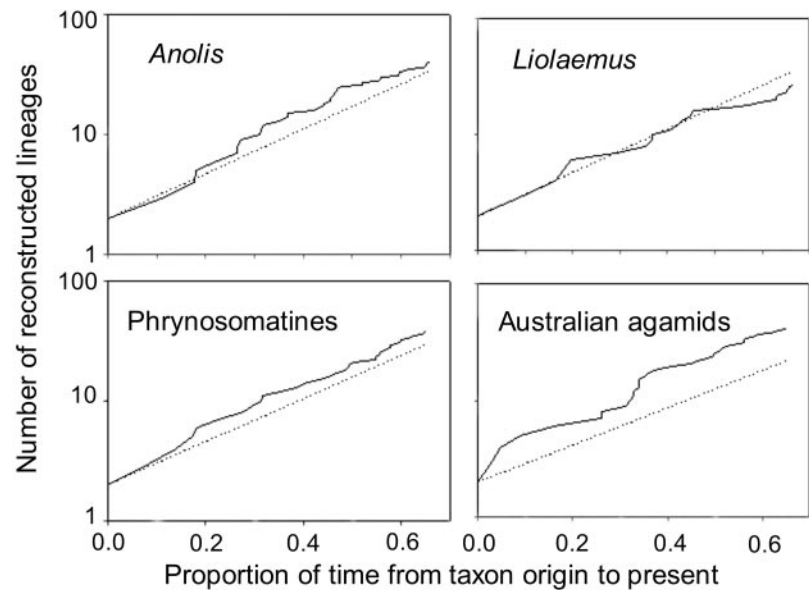 Number of reconstructed lineages
100
10
1
Anolis
Liolaemus
100
10
1
Phrynosomatines
Australian agamids
0.0 0.2 0.4 0.6 0.0 0.2 0.4 0.6
Proportion of time from taxon origin to present